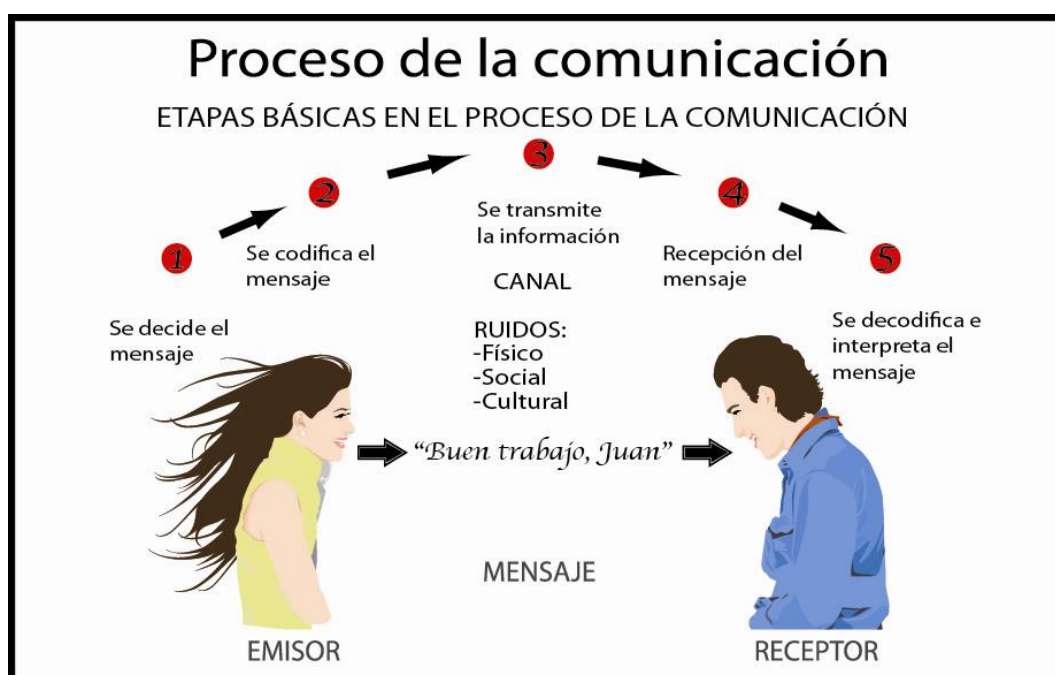 Proceso de la comunicación
ETAPAS BÁSICAS EN EL PROCESO DE LA COMUNICACIÓN
1
Se decide el
mensaje
2
Se codifica el
mensaje
3
Se transmite
la información
CANAL
RUIDOS:
-Físico
-Social
-Cultural
4
Recepción del
mensaje
5
Se decodifica e
interpreta el
mensaje
“Buen trabajo, Juan”
MENSAJE
EMISOR
RECEPTOR